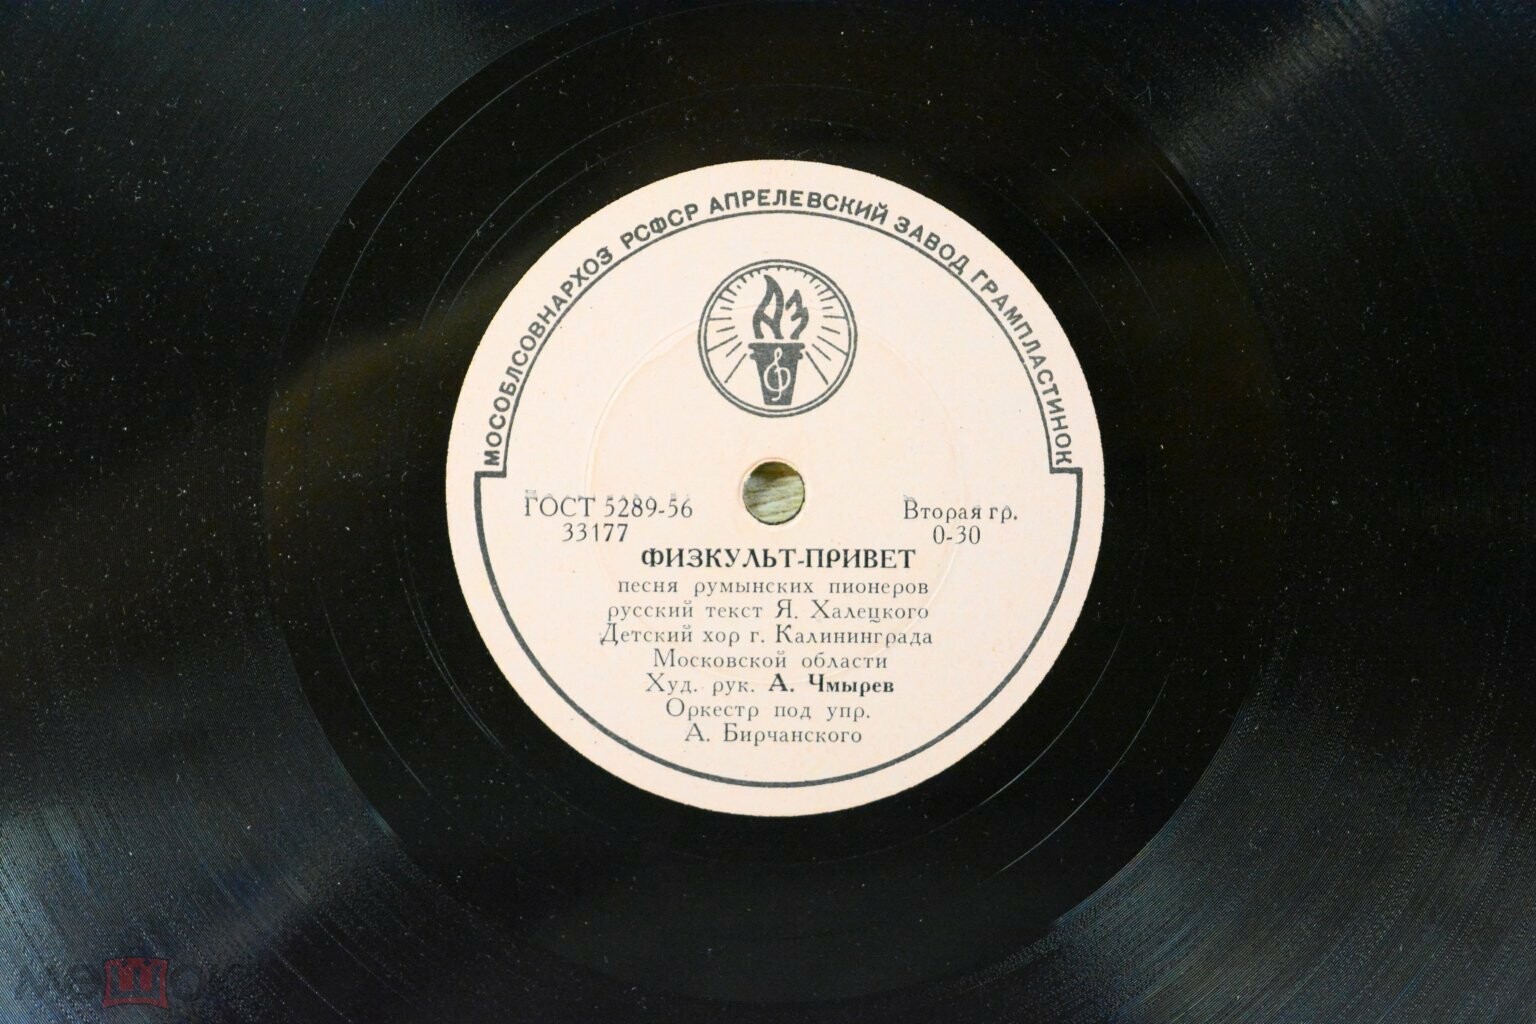 МОСОБЛСОВНАРХОЗ РСФСР АПРЕЛЕВСКИЙ ЗАВОД ГРАМПЛАСТИНОК
АЗ
ГОСТ 5289-56
33177
Вторая гр.
0-30
ФИЗКУЛЬТ-ПРИВЕТ
песня румынских пионеров
русский текст Я. Халецкого
Детский хор г. Калининграда
Московской области
Худ. рук. А. Чмырев
Оркестр под упр.
А. Бирчанского